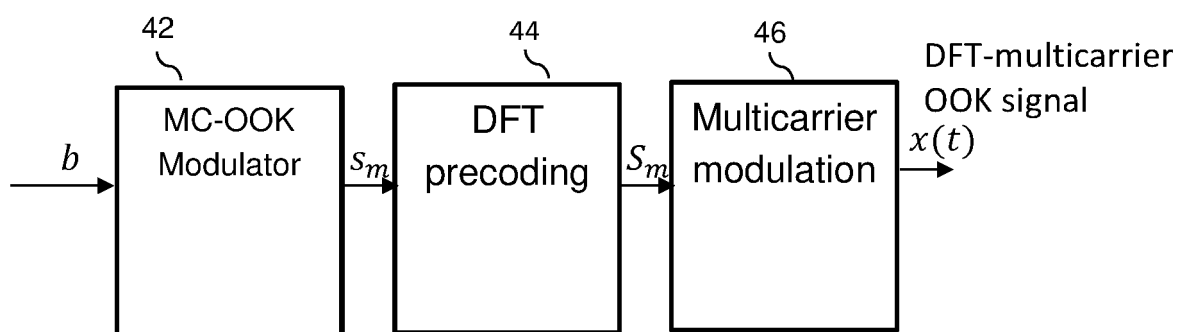 42
44
46
DFT-multicarrier
OOK signal
MC-OOK
Modulator
DFT
precoding
Multicarrier
modulation
b
s_m
S_m
x(t)